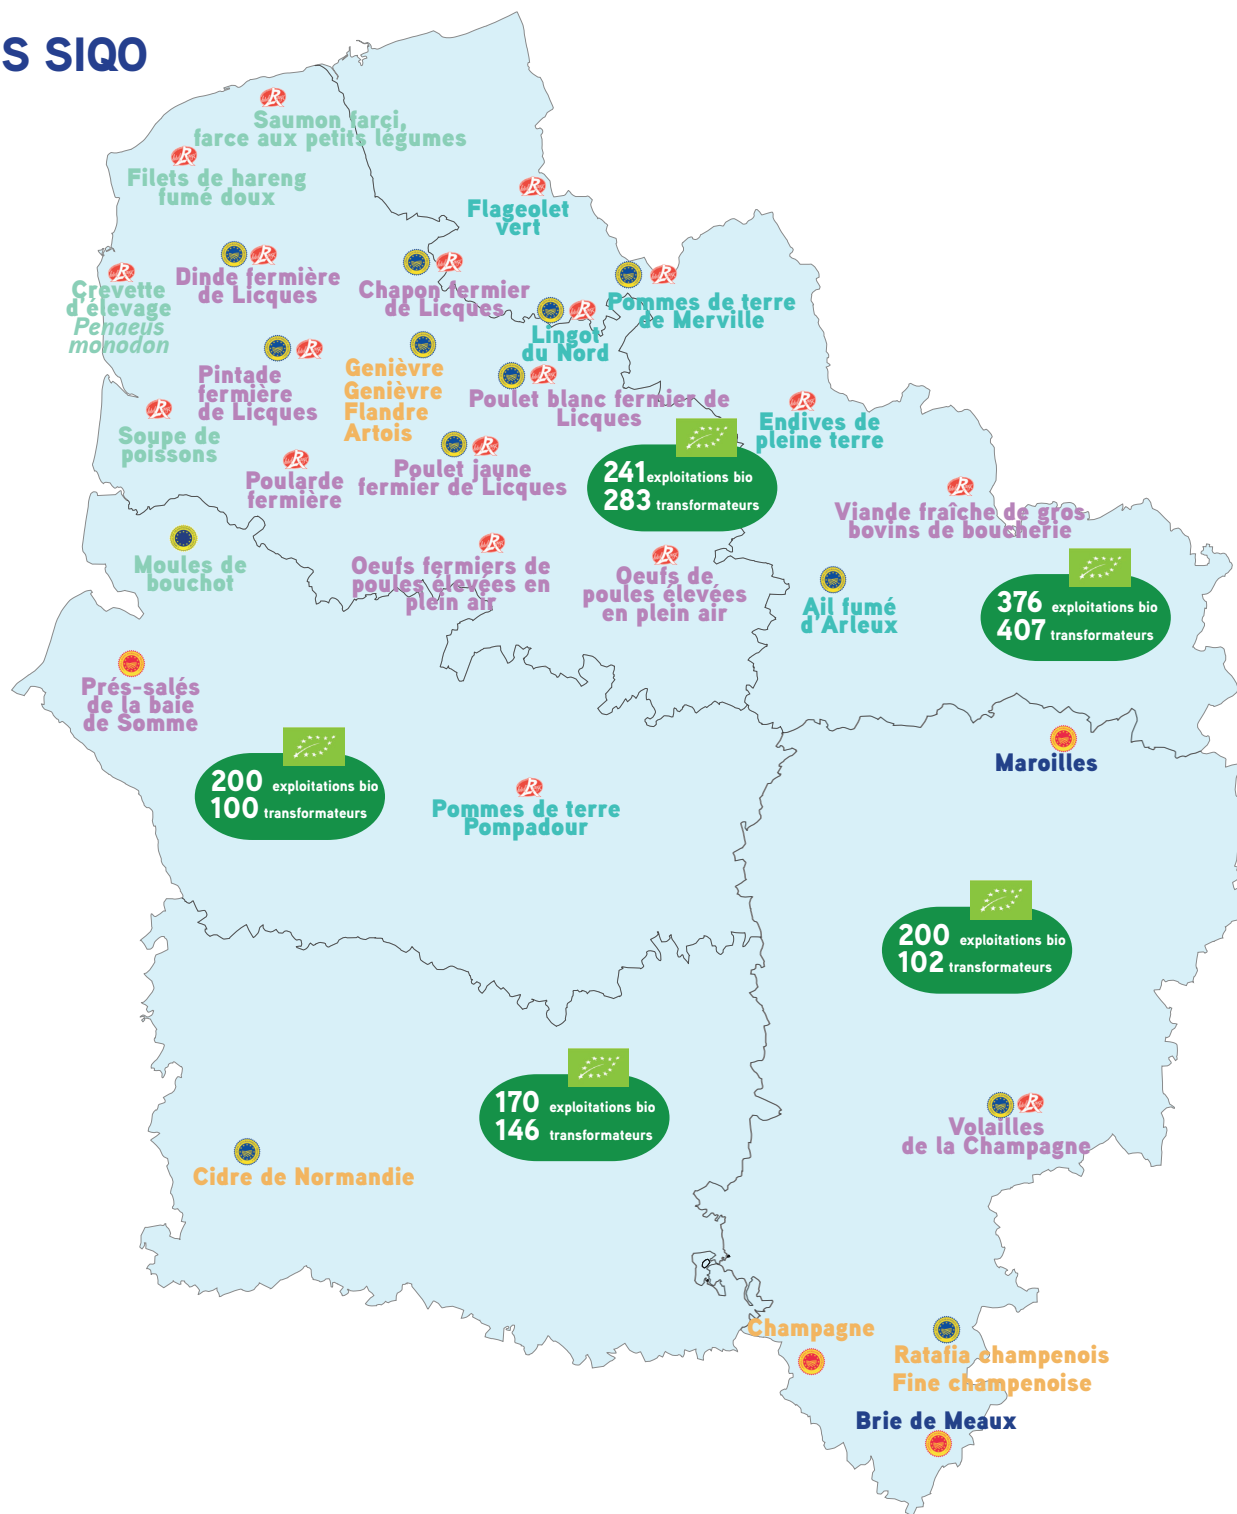 S SIQO
Saumon farçi,
farce aux petits légumes
Filets de hareng
fumé doux
Flageolet
vert
Crevette
d'élevage
Penaeus
monodon
Dinde fermière
de Licques
Chapon fermier
de Licques
Pommes de terre
de Merville
Lingot
du Nord
Pintade
fermière
de Licques
Genièvre
Genièvre
Flandre
Artois
Poulet blanc fermier de
Licques
Endives de
pleine terre
Soupe de
poissons
Poularde
fermière
Poulet jaune
fermier de Licques
241 exploitations bio
283 transformateurs
Viande fraîche de gros
bovins de boucherie
Moules de
bouchot
Oeufs fermiers de
poules élevées en
plein air
Oeufs de
poules élevées
en plein air
Ail fumé
d'Arleux
376 exploitations bio
407 transformateurs
Prés-salés
de la baie
de Somme
Maroilles
200 exploitations bio
100 transformateurs
Pommes de terre
Pompadour
200 exploitations bio
102 transformateurs
170 exploitations bio
146 transformateurs
Volailles
de la Champagne
Cidre de Normandie
Champagne
Ratafia champenois
Fine champenoise
Brie de Meaux